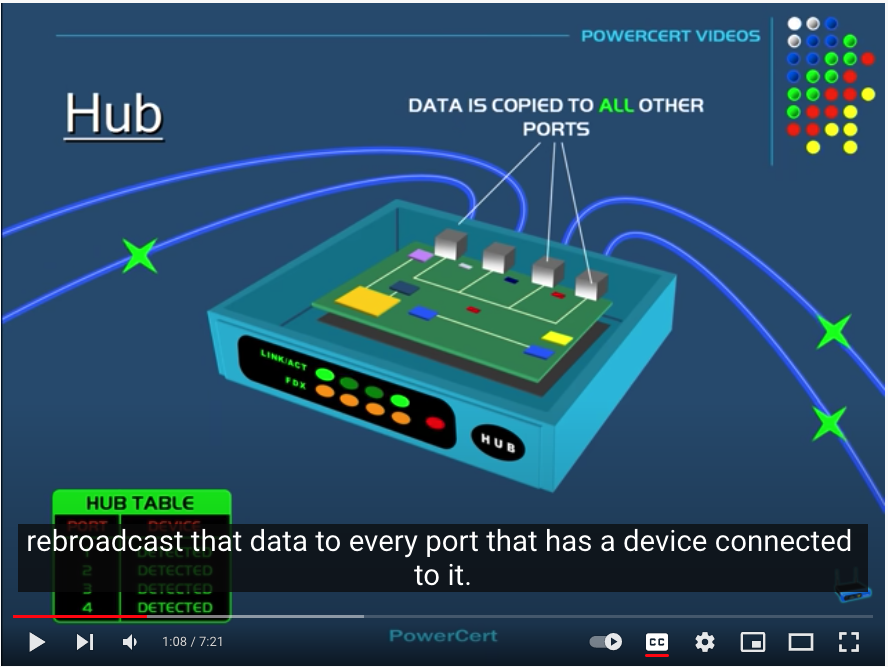 POWERCERT VIDEOS
Hub
DATA IS COPIED TO ALL OTHER
PORTS
LINK/ACT
FDX
HUB
HUB TABLE
PORT DEVICE
1 DETECTED
2 DETECTED
3 DETECTED
4 DETECTED
rebroadcast that data to every port that has a device connected
to it.
PowerCert
1:08 / 7:21
CC